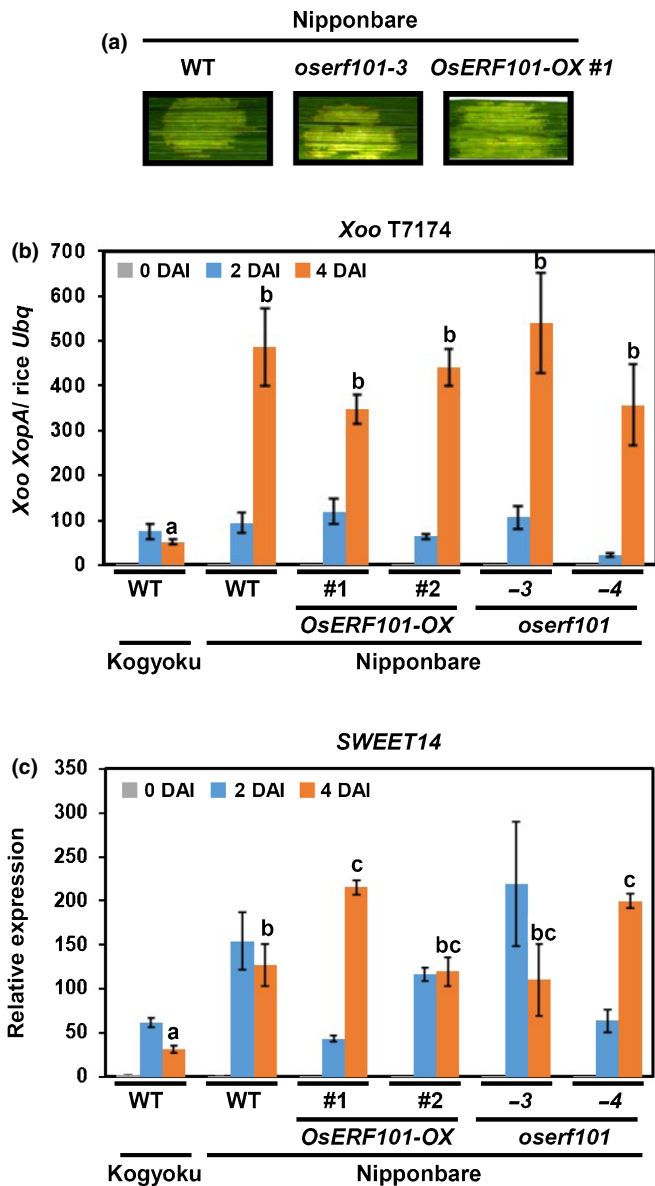 Nipponbare
(a)
WT oserf101-3 OsERF101-OX #1
Xoo T7174
(b)
700
600
500
400
300
200
100
0
Xoo XopA/ rice Ubq
0 DAI 2 DAI 4 DAI
a b b b b b
WT WT #1 #2 –3 –4
OsERF101-OX oserf101
Kogyoku Nipponbare
SWEET14
(c)
350
300
250
200
150
100
50
0
Relative expression
0 DAI 2 DAI 4 DAI
a b c bc bc c
WT WT #1 #2 –3 –4
OsERF101-OX oserf101
Kogyoku Nipponbare